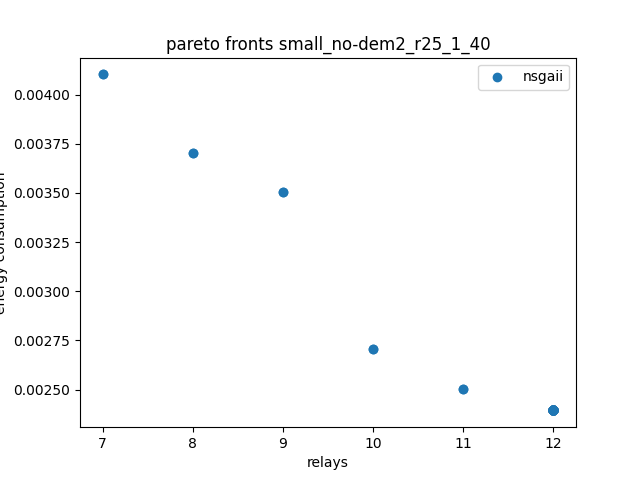 pareto fronts small_no-dem2_r25_1_40
nsgaii
0.00400
0.00375
0.00350
0.00325
0.00300
0.00275
0.00250
energy consumption
7 8 9 10 11 12
relays